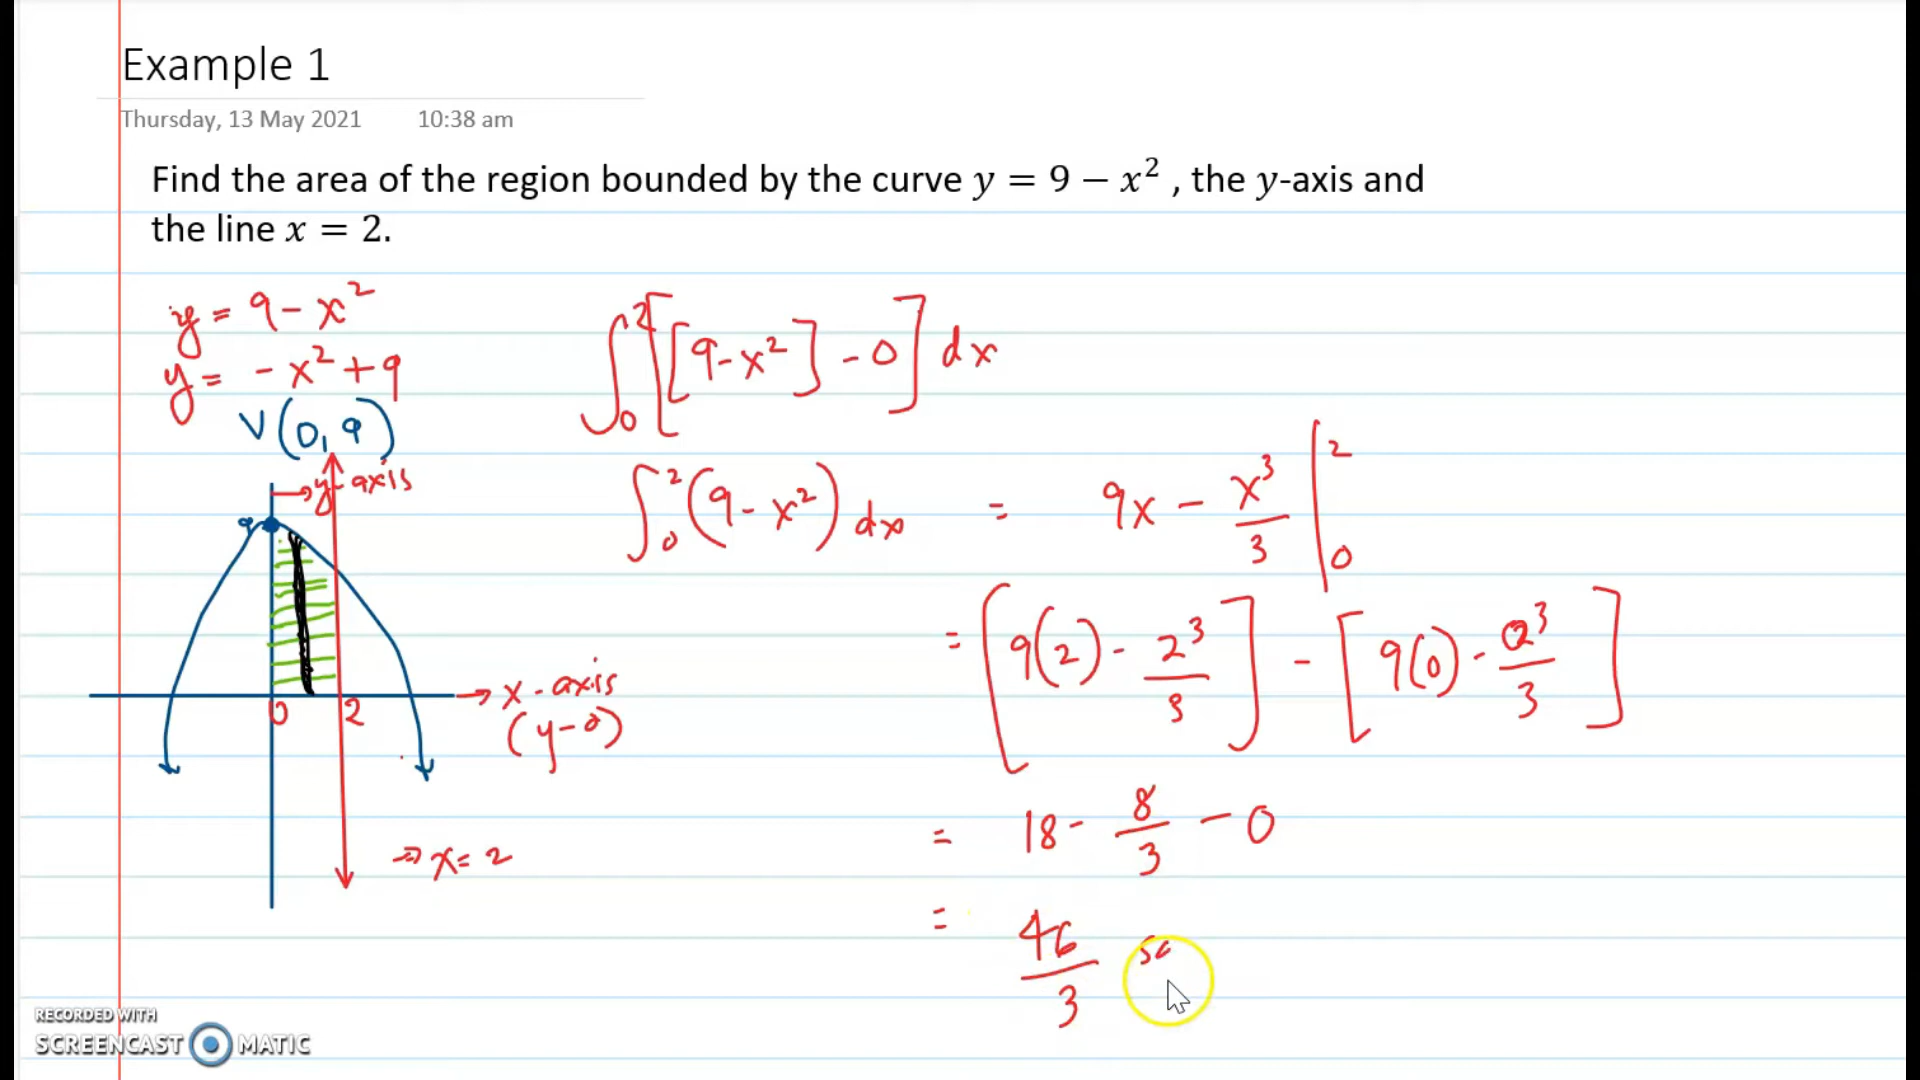 Example 1
Thursday, 13 May 2021 10:38 am
Find the area of the region bounded by the curve y = 9 − x² , the y-axis and
the line x = 2.
y = 9 - x²
y = -x² + 9
V(0, 9)
→ y-axis
9
0 2
→ x-axis
(y-0)
→ x = 2
∫₀² [[9-x²] - 0] dx
∫₀² (9 - x²) dx = 9x - x³/3 |₀²
= [9(2) - 2³/3] - [9(0) - 0³/3]
= 18 - 8/3 - 0
= 46/3 sq
RECORDED WITH
SCREENCAST MATIC